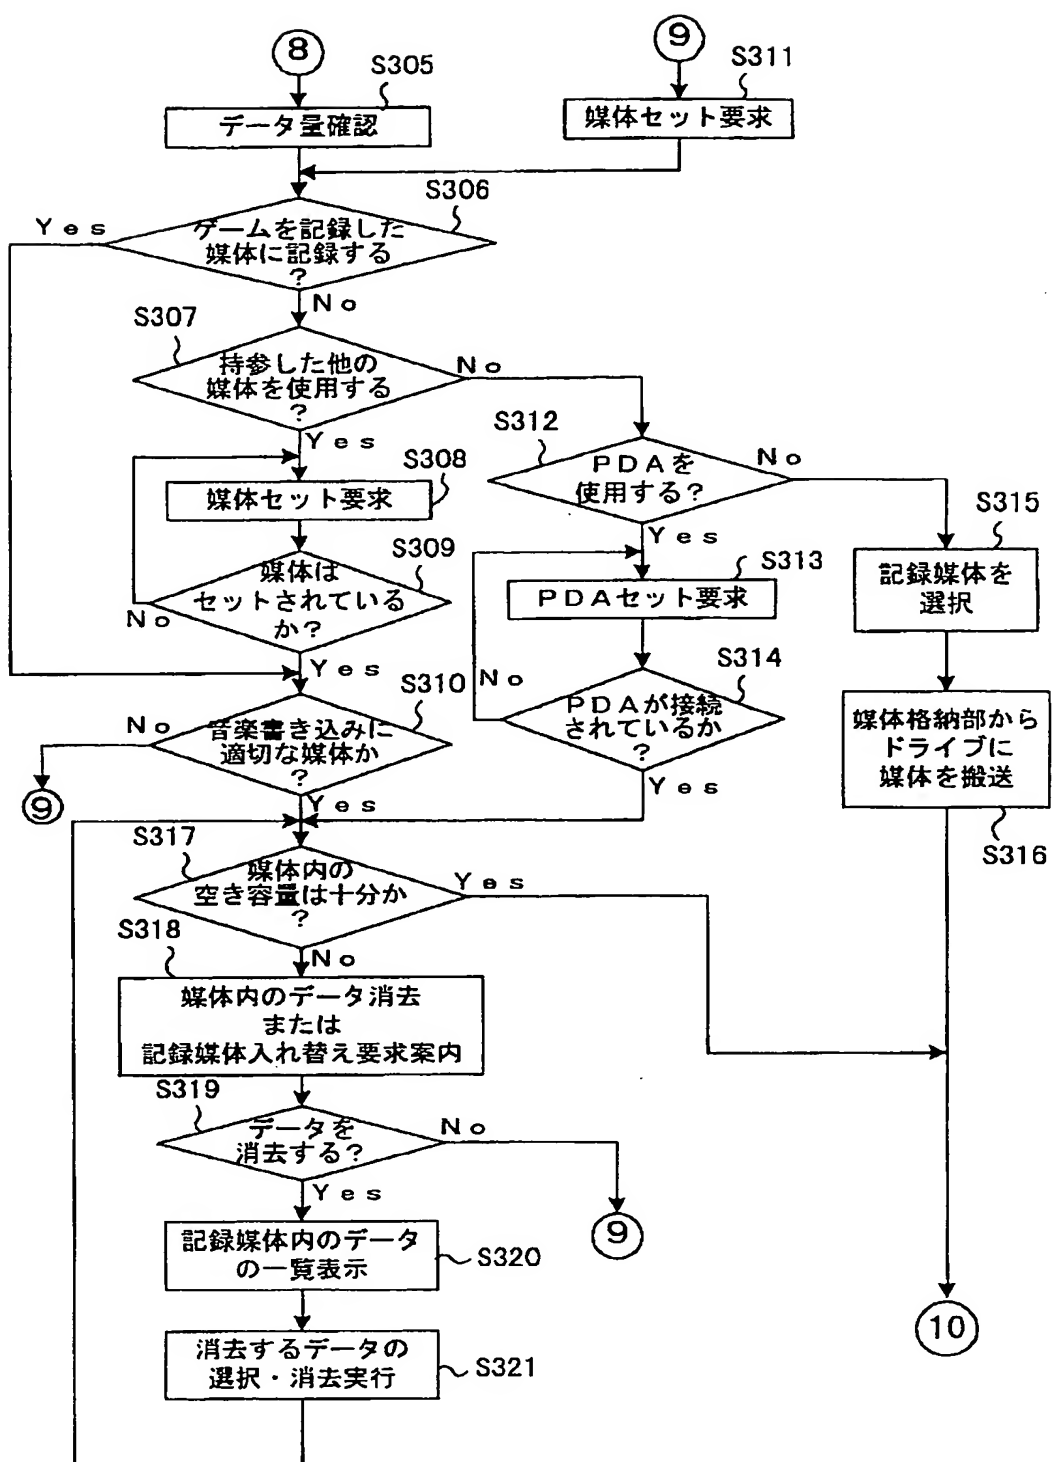 8
S305
データ量確認
9
S311
媒体セット要求
S306
Yes
ゲームを記録した
媒体に記録する
?
No
S307
持参した他の
媒体を使用する
?
No
Yes
S308
媒体セット要求
S309
媒体は
セットされている
か?
No
Yes
S312
PDAを
使用する?
No
Yes
S313
PDAセット要求
S314
No
PDAが接続
されているか
?
Yes
S315
記録媒体を
選択
媒体格納部から
ドライブに
媒体を搬送
S316
S310
No
音楽書き込みに
適切な媒体か
?
9
Yes
S317
媒体内の
空き容量は十分か
?
Yes
No
S318
媒体内のデータ消去
または
記録媒体入れ替え要求案内
S319
データを
消去する?
No
Yes
9
記録媒体内のデータ
の一覧表示
S320
消去するデータの
選択・消去実行
S321
10